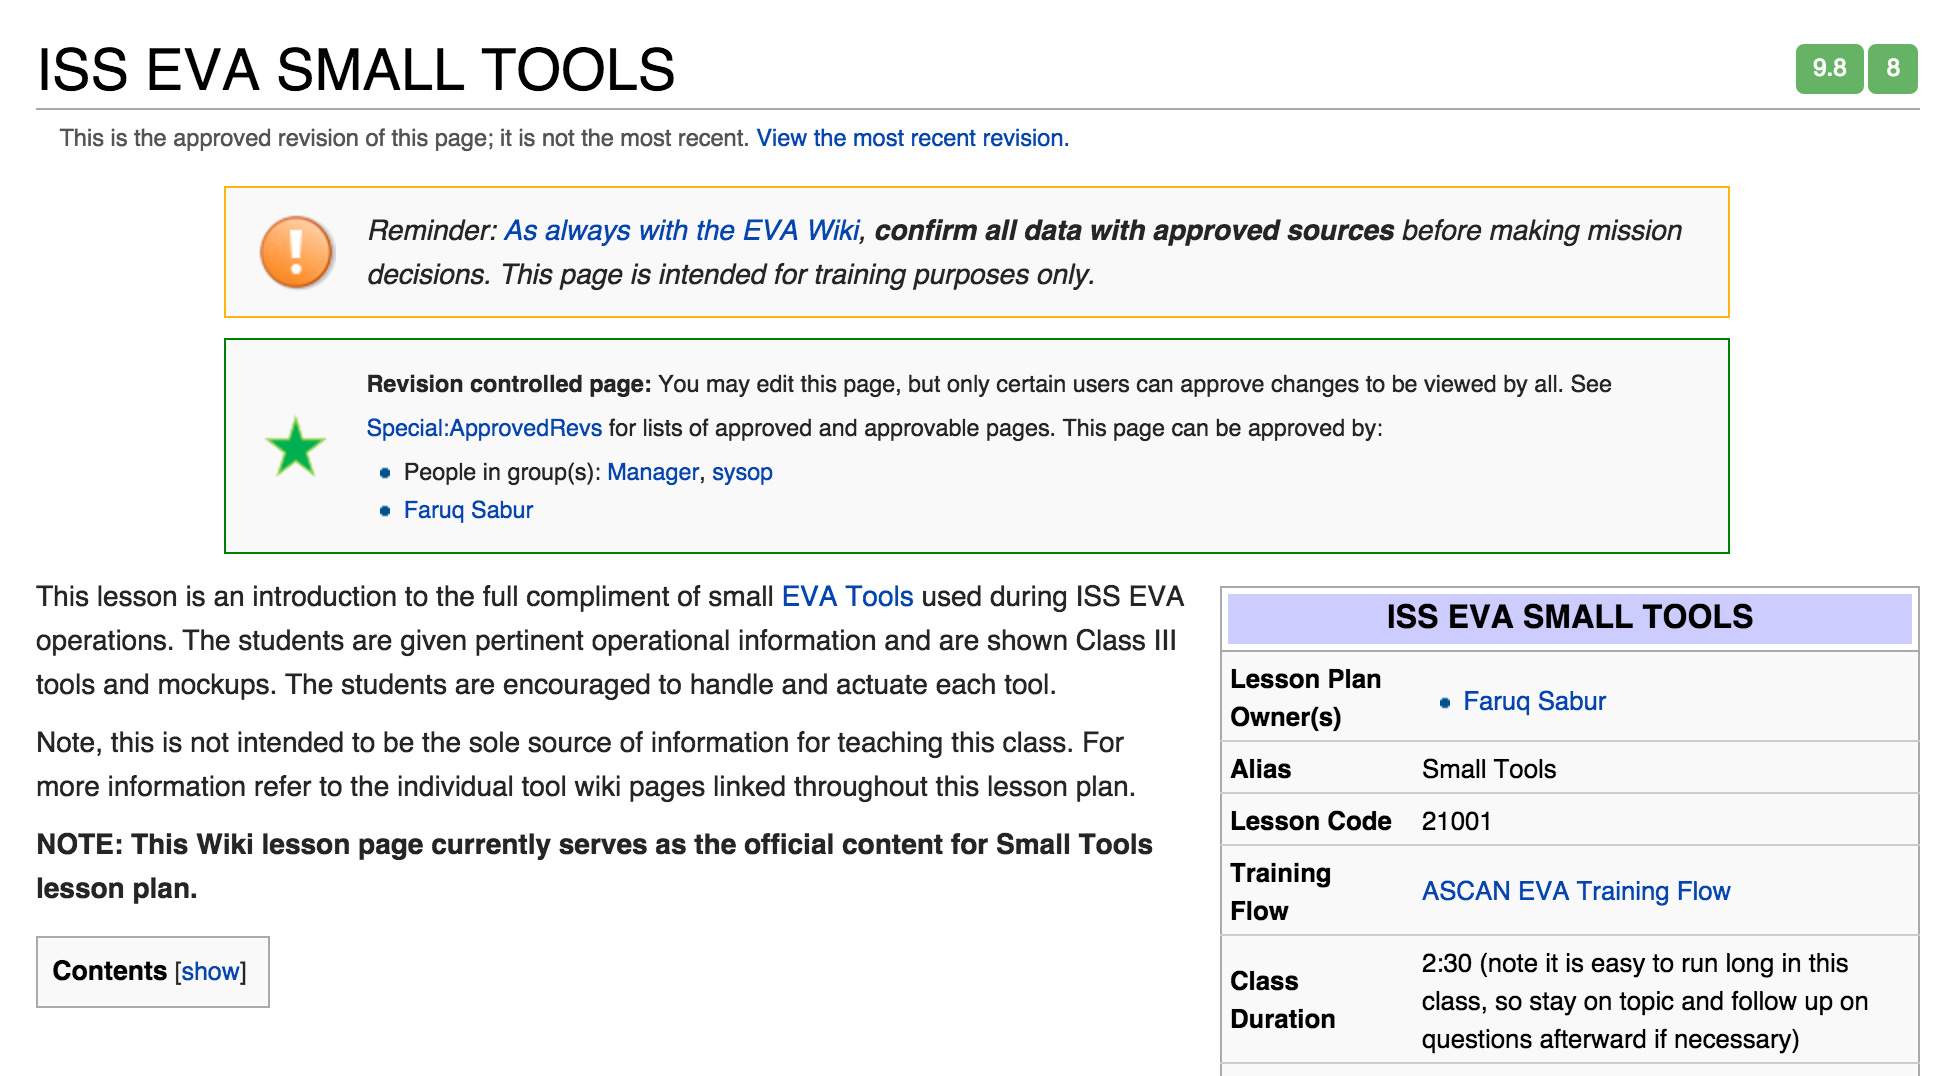 ISS EVA SMALL TOOLS
9.8 8
This is the approved revision of this page; it is not the most recent. View the most recent revision.
Reminder: As always with the EVA Wiki, confirm all data with approved sources before making mission
decisions. This page is intended for training purposes only.
Revision controlled page: You may edit this page, but only certain users can approve changes to be viewed by all. See
Special:ApprovedRevs for lists of approved and approvable pages. This page can be approved by:
• People in group(s): Manager, sysop
• Faruq Sabur
This lesson is an introduction to the full compliment of small EVA Tools used during ISS EVA
operations. The students are given pertinent operational information and are shown Class III
tools and mockups. The students are encouraged to handle and actuate each tool.
Note, this is not intended to be the sole source of information for teaching this class. For
more information refer to the individual tool wiki pages linked throughout this lesson plan.
NOTE: This Wiki lesson page currently serves as the official content for Small Tools
lesson plan.
Contents [show]
ISS EVA SMALL TOOLS
Lesson Plan
Owner(s)
• Faruq Sabur
Alias
Small Tools
Lesson Code
21001
Training
Flow
ASCAN EVA Training Flow
Class
Duration
2:30 (note it is easy to run long in this
class, so stay on topic and follow up on
questions afterward if necessary)